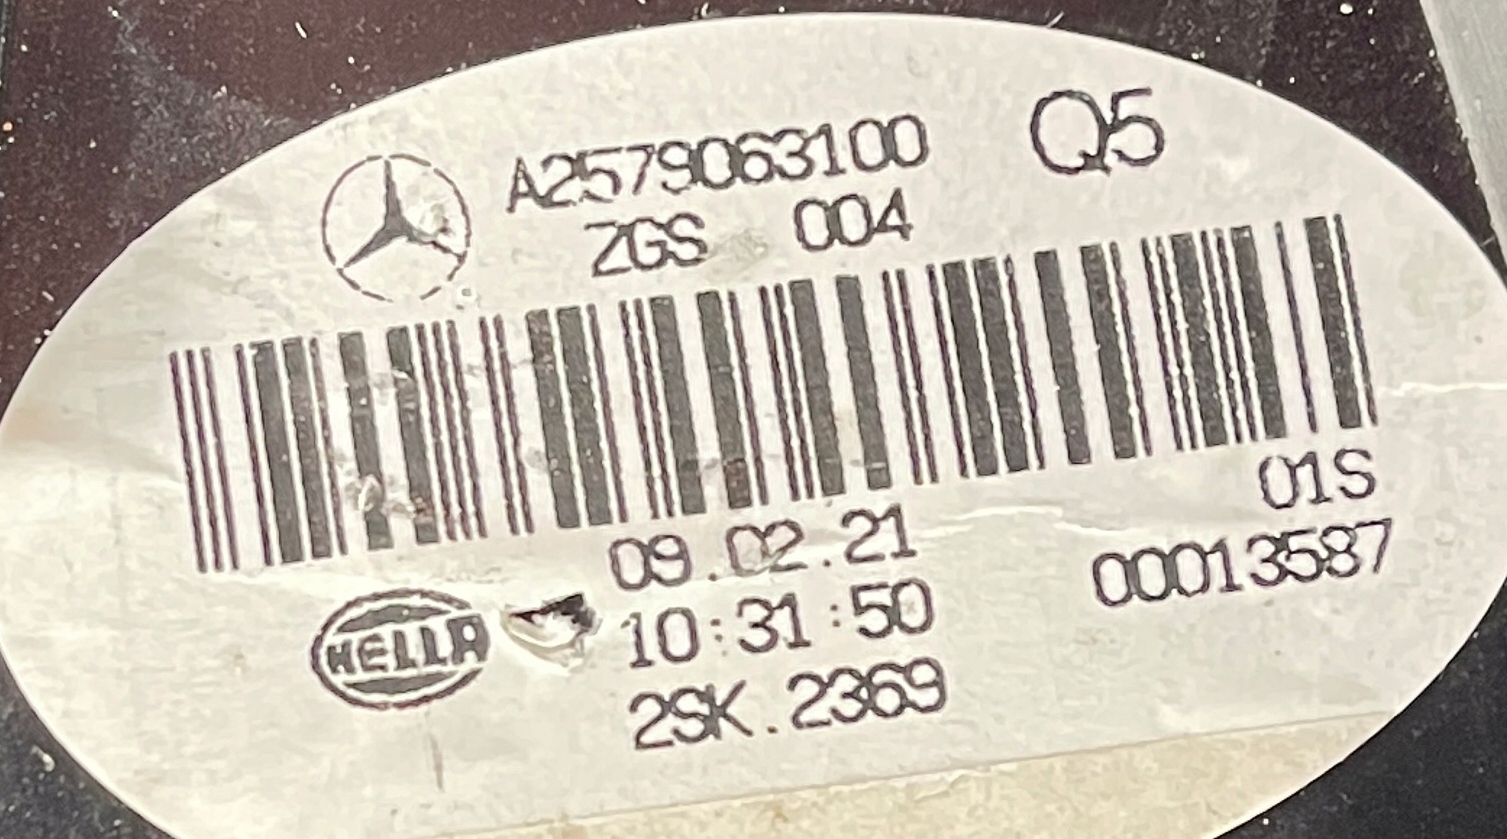 A2579063100 Q5
ZGS 004
01S
09.02.21
00013587
HELLA
10:31:50
2SK.2369